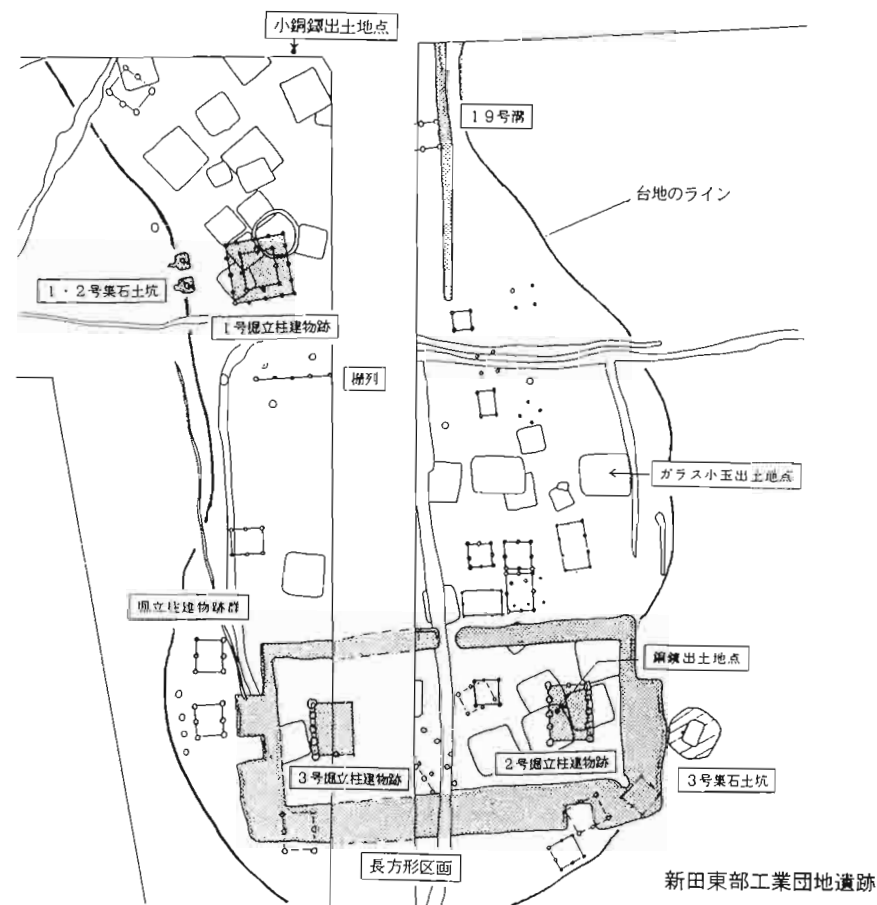 小銅鐸出土地点
19号溝
台地のライン
1・2号集石土坑
1号掘立柱建物跡
柵列
ガラス小玉出土地点
掘立柱建物跡群
銅鏡出土地点
2号掘立柱建物跡
3号掘立柱建物跡
3号集石土坑
長方形区画
新田東部工業団地遺跡